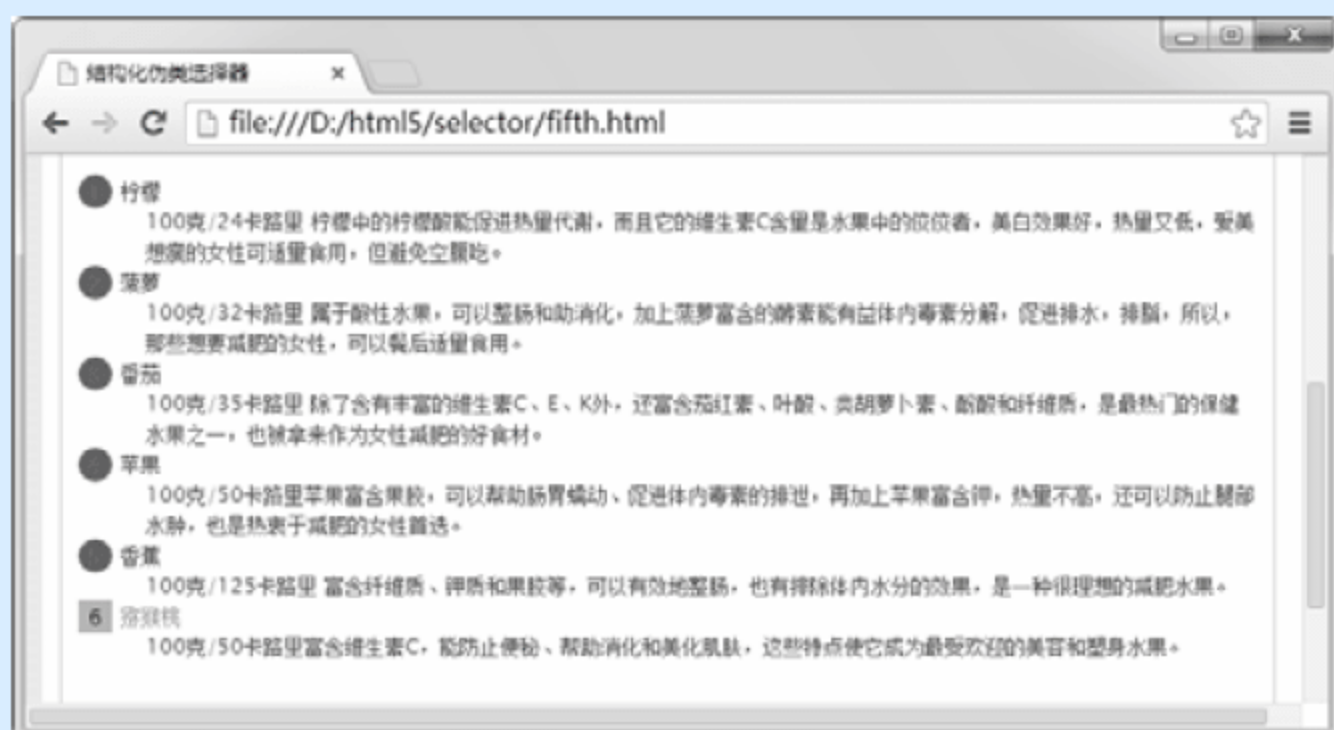 结构化伪类选择器
file:///D:/html5/selector/fifth.html
柠檬
100克/24卡路里 柠檬中的柠檬酸能促进热量代谢，而且它的维生素C含量是水果中的佼佼者，美白效果好，热量又低，爱美
想瘦的女性可适量食用，但避免空腹吃。
菠萝
100克/32卡路里 属于酸性水果，可以整肠和助消化，加上菠萝富含的酵素能有益体内毒素分解，促进排水，排脂，所以，
那些想要减肥的女性，可以餐后适量食用。
番茄
100克/35卡路里 除了含有丰富的维生素C、E、K外，还富含茄红素、叶酸、类胡萝卜素、酚酸和纤维质，是最热门的保健
水果之一，也被拿来作为女性减肥的好食材。
苹果
100克/50卡路里苹果富含果胶，可以帮助肠胃蠕动、促进体内毒素的排泄，再加上苹果富含钾，热量不高，还可以防止腿部
水肿，也是热衷于减肥的女性首选。
香蕉
100克/125卡路里 富含纤维质、钾质和果胶等，可以有效地整肠，也有排除体内水分的效果，是一种很理想的减肥水果。
6 猕猴桃
100克/50卡路里富含维生素C，能防止便秘、帮助消化和美化肌肤，这些特点使它成为最受欢迎的美容和塑身水果。